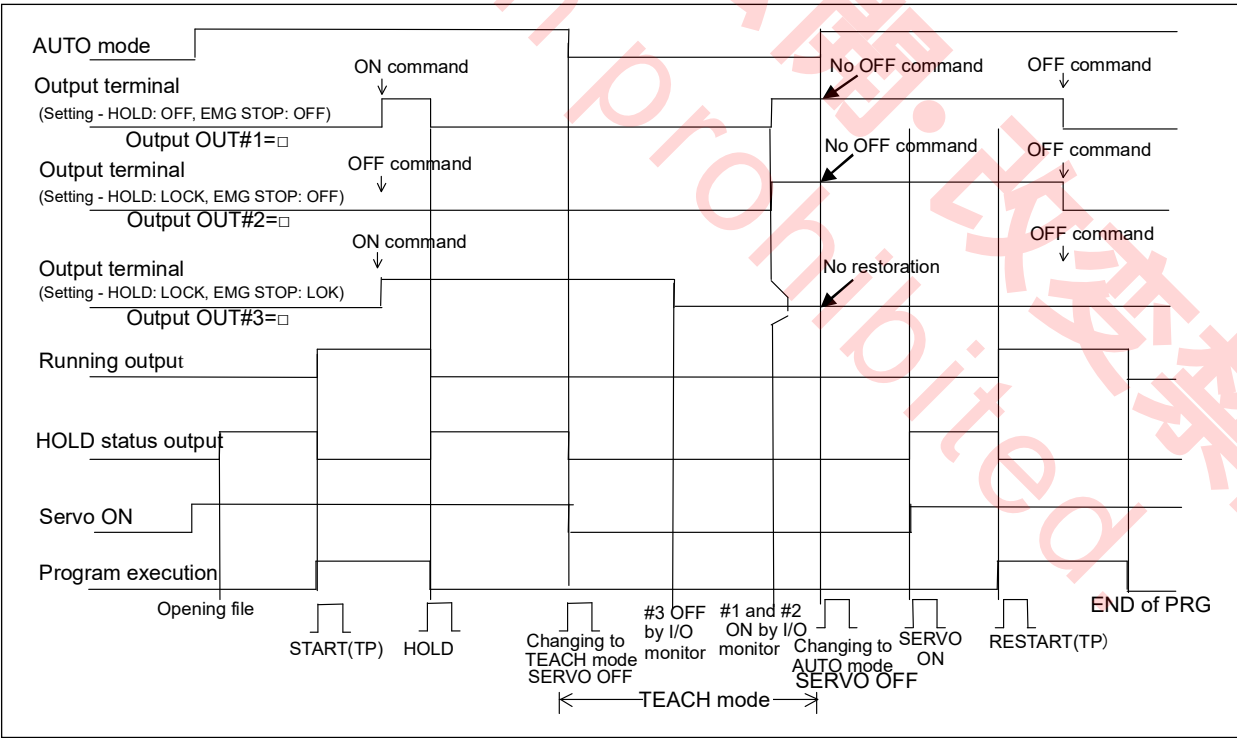 AUTO mode
ON command
No OFF command
OFF command
Output terminal
(Setting - HOLD: OFF, EMG STOP: OFF)
Output OUT#1=□
OFF command
No OFF command
OFF command
Output terminal
(Setting - HOLD: LOCK, EMG STOP: OFF)
Output OUT#2=□
ON command
OFF command
Output terminal
No restoration
(Setting - HOLD: LOCK, EMG STOP: LOK)
Output OUT#3=□
Running output
HOLD status output
Servo ON
Program execution
Opening file
START(TP)
HOLD
Changing to
TEACH mode
SERVO OFF
#3 OFF
by I/O
monitor
#1 and #2
ON by I/O
monitor
Changing to
AUTO mode
SERVO OFF
SERVO
ON
RESTART(TP)
END of PRG
TEACH mode
開・改変禁
prohibited.